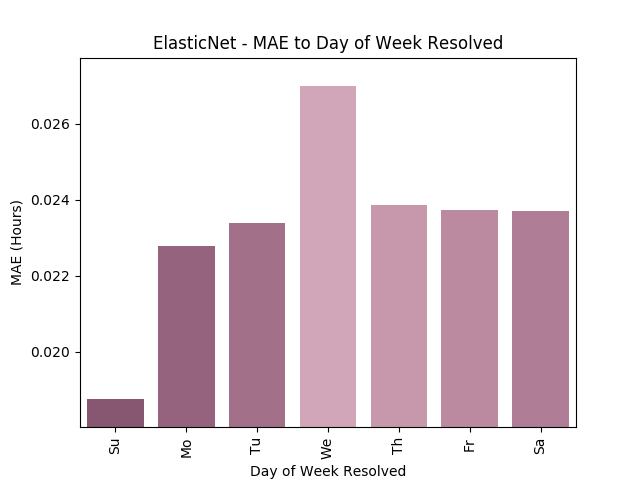 ElasticNet - MAE to Day of Week Resolved
0.026
0.024
0.022
0.020
MAE (Hours)
Su
Mo
Tu
We
Th
Fr
Sa
Day of Week Resolved